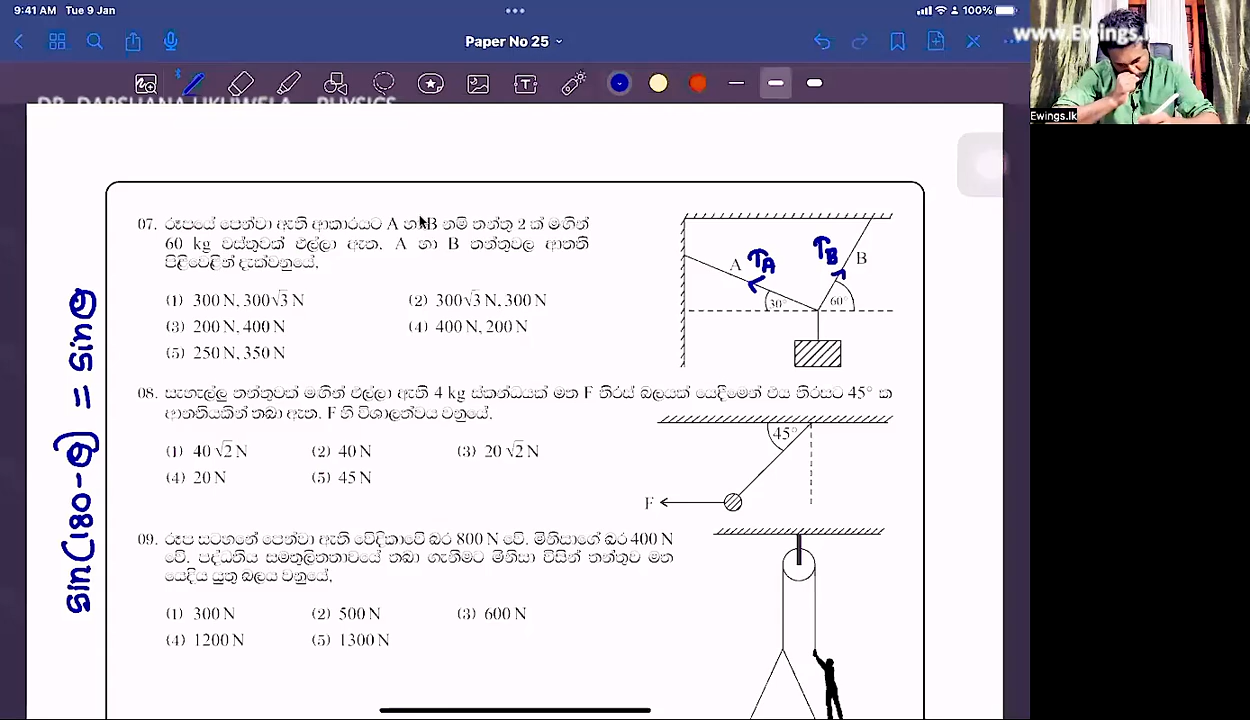 9:41 AM Tue 9 Jan
100%
Paper No 25
www.Ewings.l
DR. DARSHANA UKUWELA PHYSICS
Ewings.lk
07. රූපයේ පෙන්වා ඇති ආකාරයට A හා B නම් තන්තු 2 ක් මගින්
60 kg වස්තුවක් එල්ලා ඇත. A හා B තන්තුවල ආතති
පිළිවෙළින් දැක්වනුයේ,
(1) 300 N, 300√3 N
(2) 300√3 N, 300 N
(3) 200 N, 400 N
(4) 400 N, 200 N
(5) 250 N, 350 N
A
TA
TB
B
30°
60°
sin(180-θ) = sinθ
08. සැහැල්ලු තන්තුවක් මගින් එල්ලා ඇති 4 kg ස්කන්ධයක් මත F තිරස් බලයක් යෙදීමෙන් එය තිරසට 45° ක
ආනතියකින් තබා ඇත. F හි විශාලත්වය වනුයේ,
(1) 40 √2 N
(2) 40 N
(3) 20 √2 N
(4) 20 N
(5) 45 N
45°
F
09. රූප සටහනේ පෙන්වා ඇති වේදිකාවේ බර 800 N වේ. මිනිසාගේ බර 400 N
වේ. පද්ධතිය සමතුලිතතාවයේ තබා ගැනීමට මිනිසා විසින් තන්තුව මත
යෙදිය යුතු බලය වනුයේ,
(1) 300 N
(2) 500 N
(3) 600 N
(4) 1200 N
(5) 1300 N